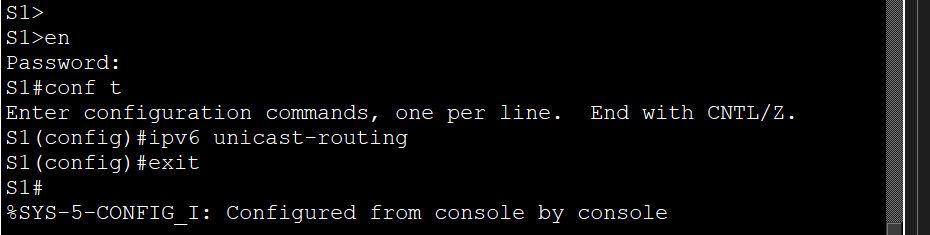 S1>
S1>en
Password:
S1#conf t
Enter configuration commands, one per line.  End with CNTL/Z.
S1(config)#ipv6 unicast-routing
S1(config)#exit
S1#
%SYS-5-CONFIG_I: Configured from console by console